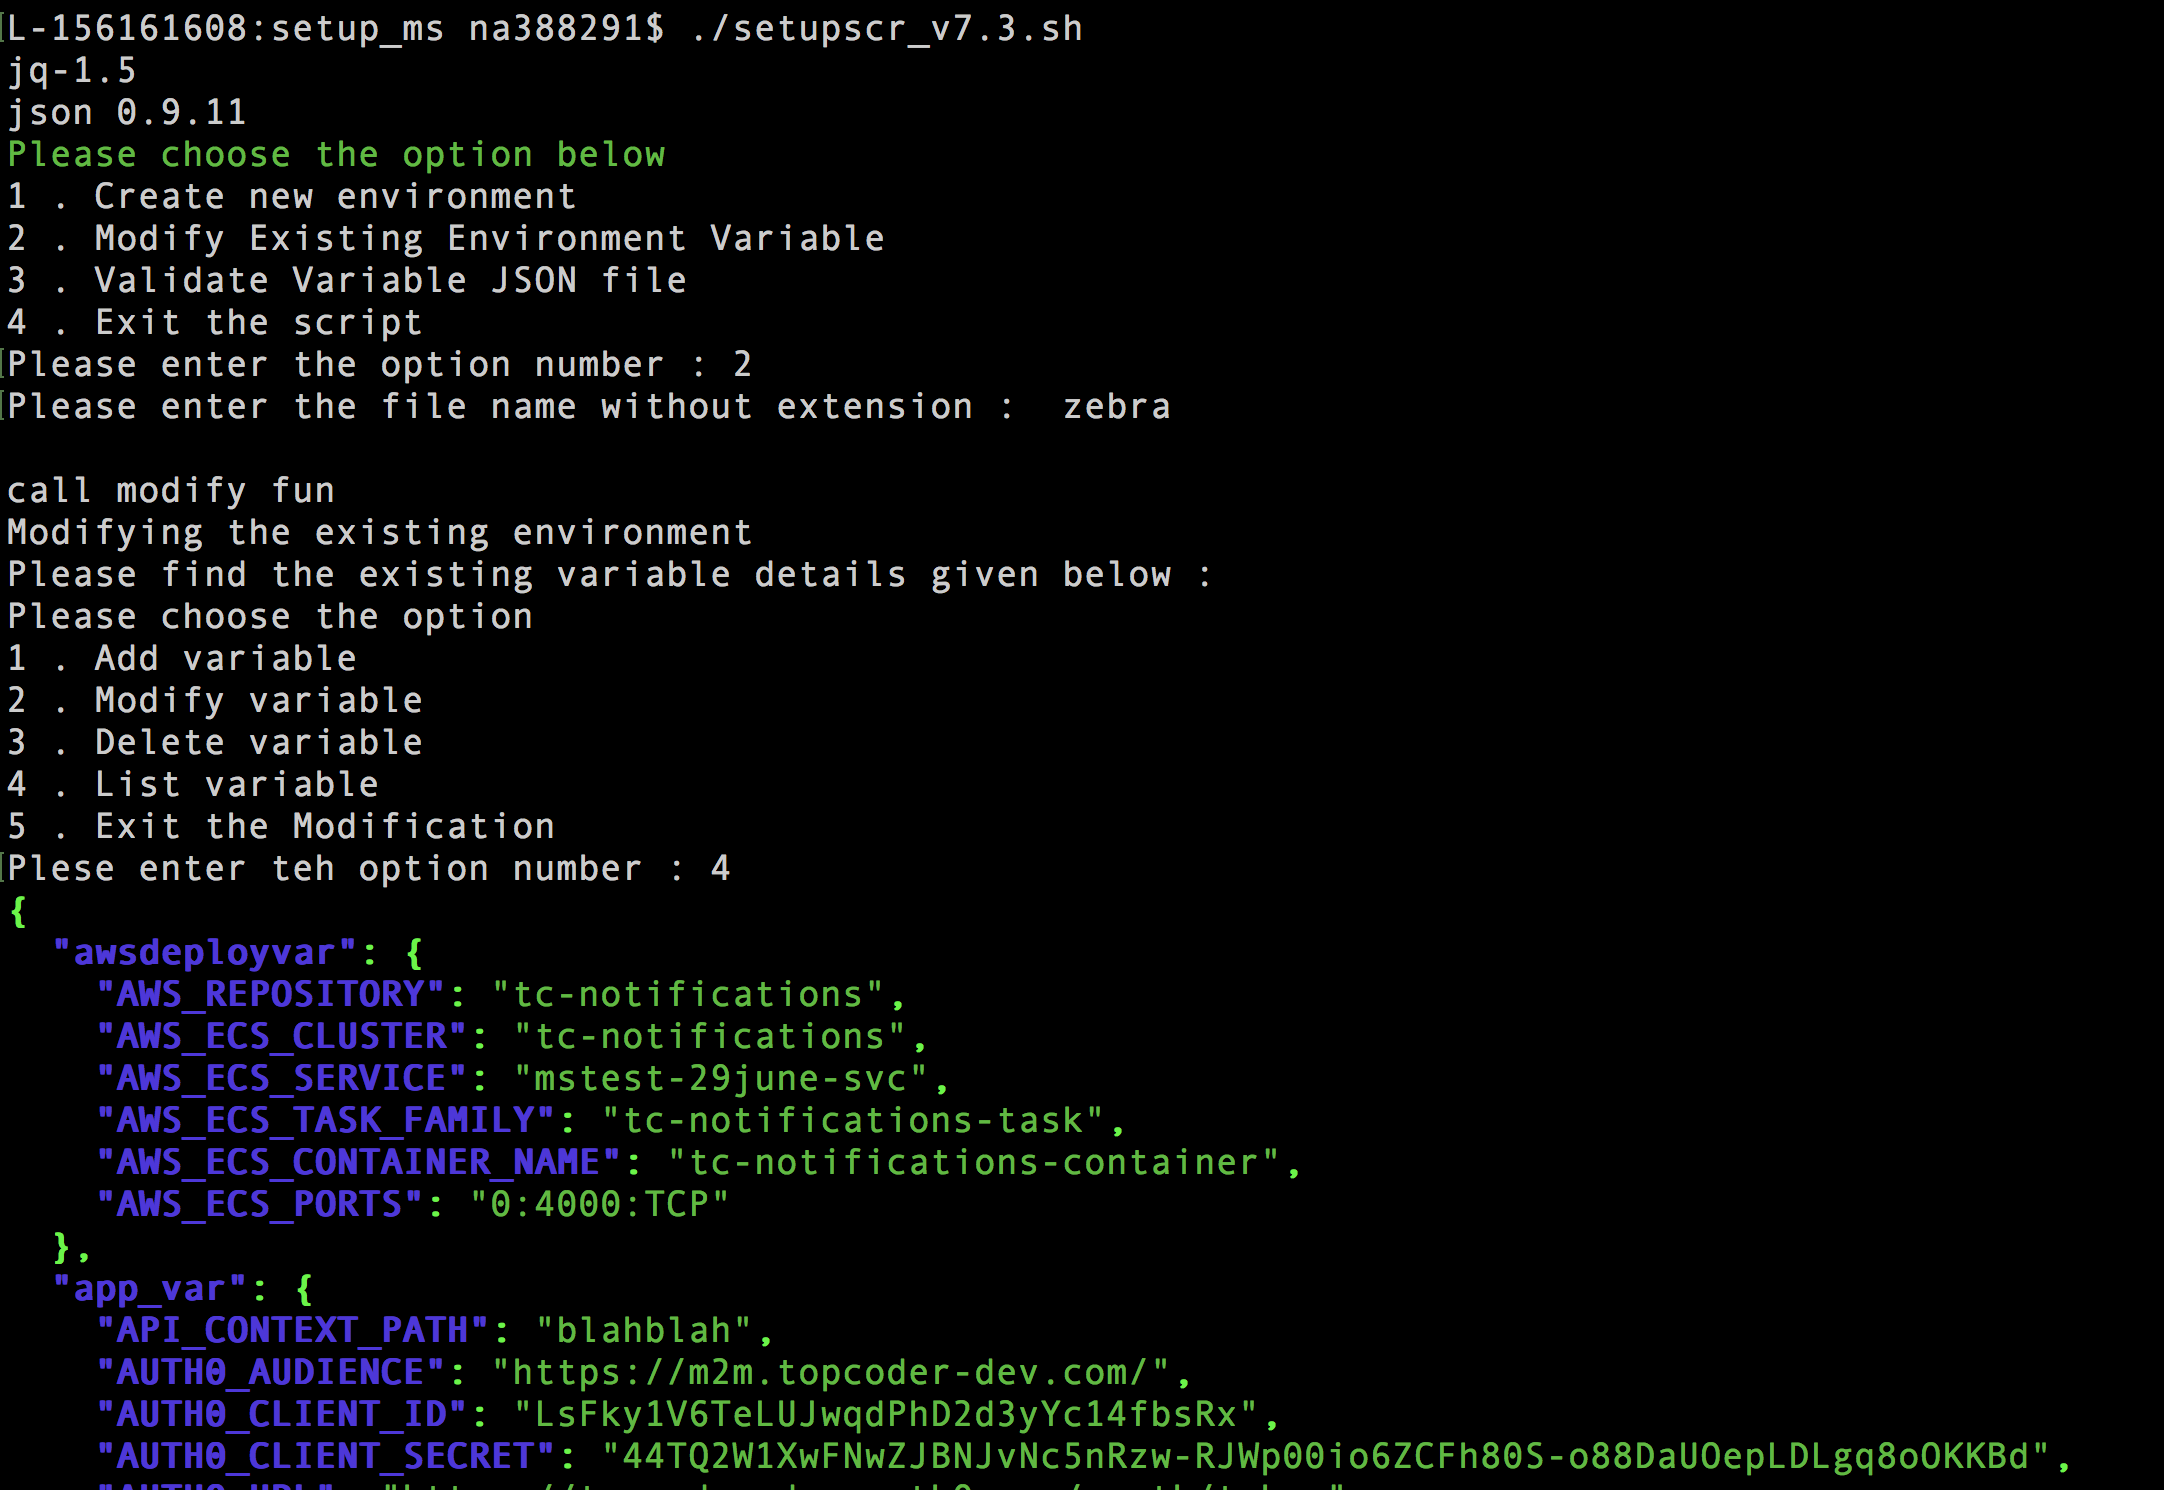 L-156161608:setup_ms na388291$ ./setupscr_v7.3.sh
jq-1.5
json 0.9.11
Please choose the option below
1 . Create new environment
2 . Modify Existing Environment Variable
3 . Validate Variable JSON file
4 . Exit the script
Please enter the option number : 2
Please enter the file name without extension :  zebra

call modify fun
Modifying the existing environment
Please find the existing variable details given below :
Please choose the option
1 . Add variable
2 . Modify variable
3 . Delete variable
4 . List variable
5 . Exit the Modification
Plese enter teh option number : 4
{
  "awsdeployvar": {
    "AWS_REPOSITORY": "tc-notifications",
    "AWS_ECS_CLUSTER": "tc-notifications",
    "AWS_ECS_SERVICE": "mstest-29june-svc",
    "AWS_ECS_TASK_FAMILY": "tc-notifications-task",
    "AWS_ECS_CONTAINER_NAME": "tc-notifications-container",
    "AWS_ECS_PORTS": "0:4000:TCP"
  },
  "app_var": {
    "API_CONTEXT_PATH": "blahblah",
    "AUTH0_AUDIENCE": "https://m2m.topcoder-dev.com/",
    "AUTH0_CLIENT_ID": "LsFky1V6TeLUJwqdPhD2d3yYc14fbsRx",
    "AUTH0_CLIENT_SECRET": "44TQ2W1XwFNwZJBNJvNc5nRzw-RJWp00io6ZCFh80S-o88DaUOepLDLgq8oOKKBd",
    "AUTH0_URL":